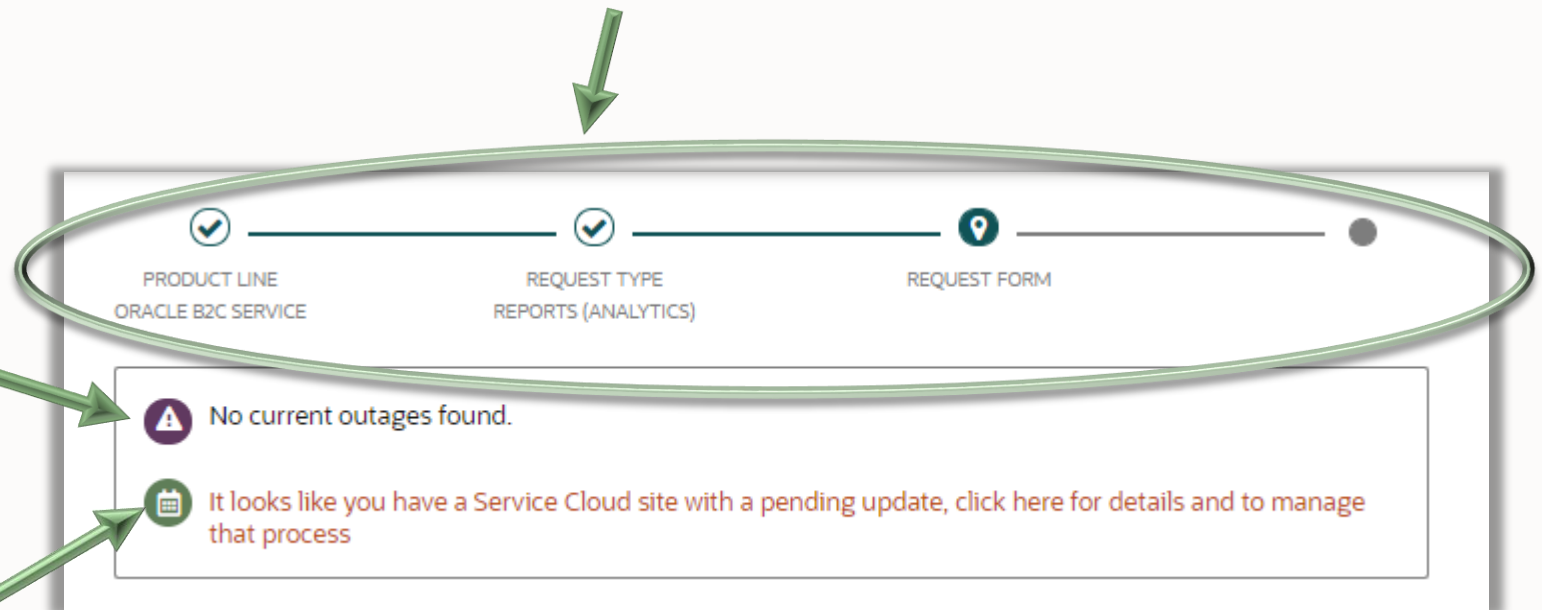 PRODUCT LINE
ORACLE B2C SERVICE
REQUEST TYPE
REPORTS (ANALYTICS)
REQUEST FORM
No current outages found.
It looks like you have a Service Cloud site with a pending update, click here for details and to manage
that process